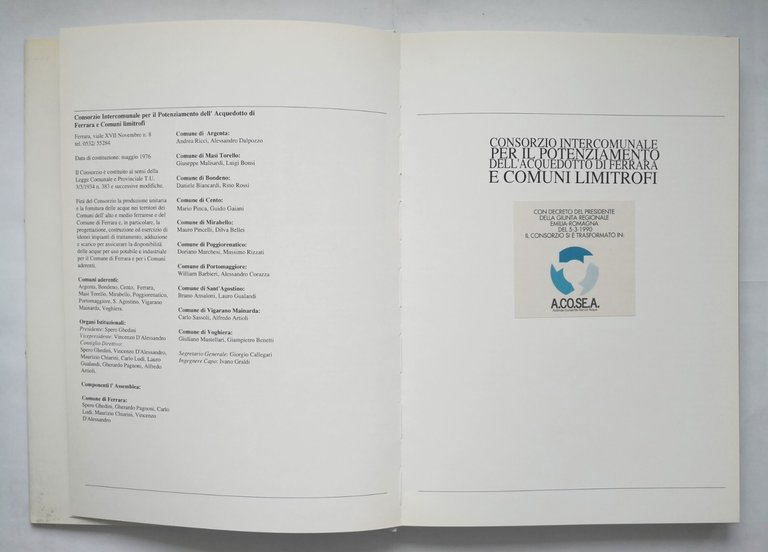 Consorzio Intercomunale per il Potenziamento dell' Acquedotto di
Ferrara e Comuni limitrofi
Ferrara, viale XVII Novembre n. 8
tel. 0532/ 55284
Data di costituzione: maggio 1976
Il Consorzio è costituito ai sensi della
Legge Comunale e Provinciale T.U.
3/3/1934 n. 383 e successive modifiche.
Fini del Consorzio la produzione unitaria
e la fornitura delle acque nei territori dei
Comuni dell' alto e medio ferrarese e del
Comune di Ferrara e, in particolare, la
progettazione, costruzione ed esercizio di
idonei impianti di trattamento, adduzione
e scarico per assicurare la disponibilità
delle acque per uso potabile e industriale
per il Comune di Ferrara e per i Comuni
aderenti.
Comuni aderenti:
Argenta, Bondeno, Cento, Ferrara,
Masi Torello, Mirabello, Poggiorenatico,
Portomaggiore, S. Agostino, Vigarano
Mainarda, Voghiera.
Organi Istituzionali:
Presidente: Spero Ghedini
Vicepresidente: Vincenzo D'Alessandro
Consiglio Direttivo:
Spero Ghedini, Vincenzo D'Alessandro,
Maurizio Chiarini, Carlo Lodi, Lauro
Gualandi, Gherardo Pagnoni, Alfredo
Artioli.
Componenti l' Assemblea:
Comune di Ferrara:
Spero Ghedini, Gherardo Pagnoni, Carlo
Lodi, Maurizio Chiarini, Vincenzo
D'Alessandro
Comune di Argenta:
Andrea Ricci, Alessandro Dalpozzo
Comune di Masi Torello:
Giuseppe Malisardi, Luigi Bonsi
Comune di Bondeno:
Daniele Biancardi, Rino Rossi
Comune di Cento:
Mario Pinca, Guido Gaiani
Comune di Mirabello:
Mauro Pincelli, Dilva Bellei
Comune di Poggiorenatico:
Doriano Marchesi, Massimo Rizzati
Comune di Portomaggiore:
William Barbieri, Alessandro Corazza
Comune di Sant'Agostino:
Bruno Ansaloni, Lauro Gualandi
Comune di Vigarano Mainarda:
Carlo Sassoli, Alfredo Artioli
Comune di Voghiera:
Giuliano Mastellari, Giampietro Benetti
Segretario Generale: Giorgio Callegari
Ingegnere Capo: Ivano Graldi
CONSORZIO INTERCOMUNALE
PER IL POTENZIAMENTO
DELL'ACQUEDOTTO DI FERRARA
E COMUNI LIMITROFI
CON DECRETO DEL PRESIDENTE
DELLA GIUNTA REGIONALE
EMILIA-ROMAGNA
DEL 5-3-1990
IL CONSORZIO SI È TRASFORMATO IN:
A.CO.SE.A.